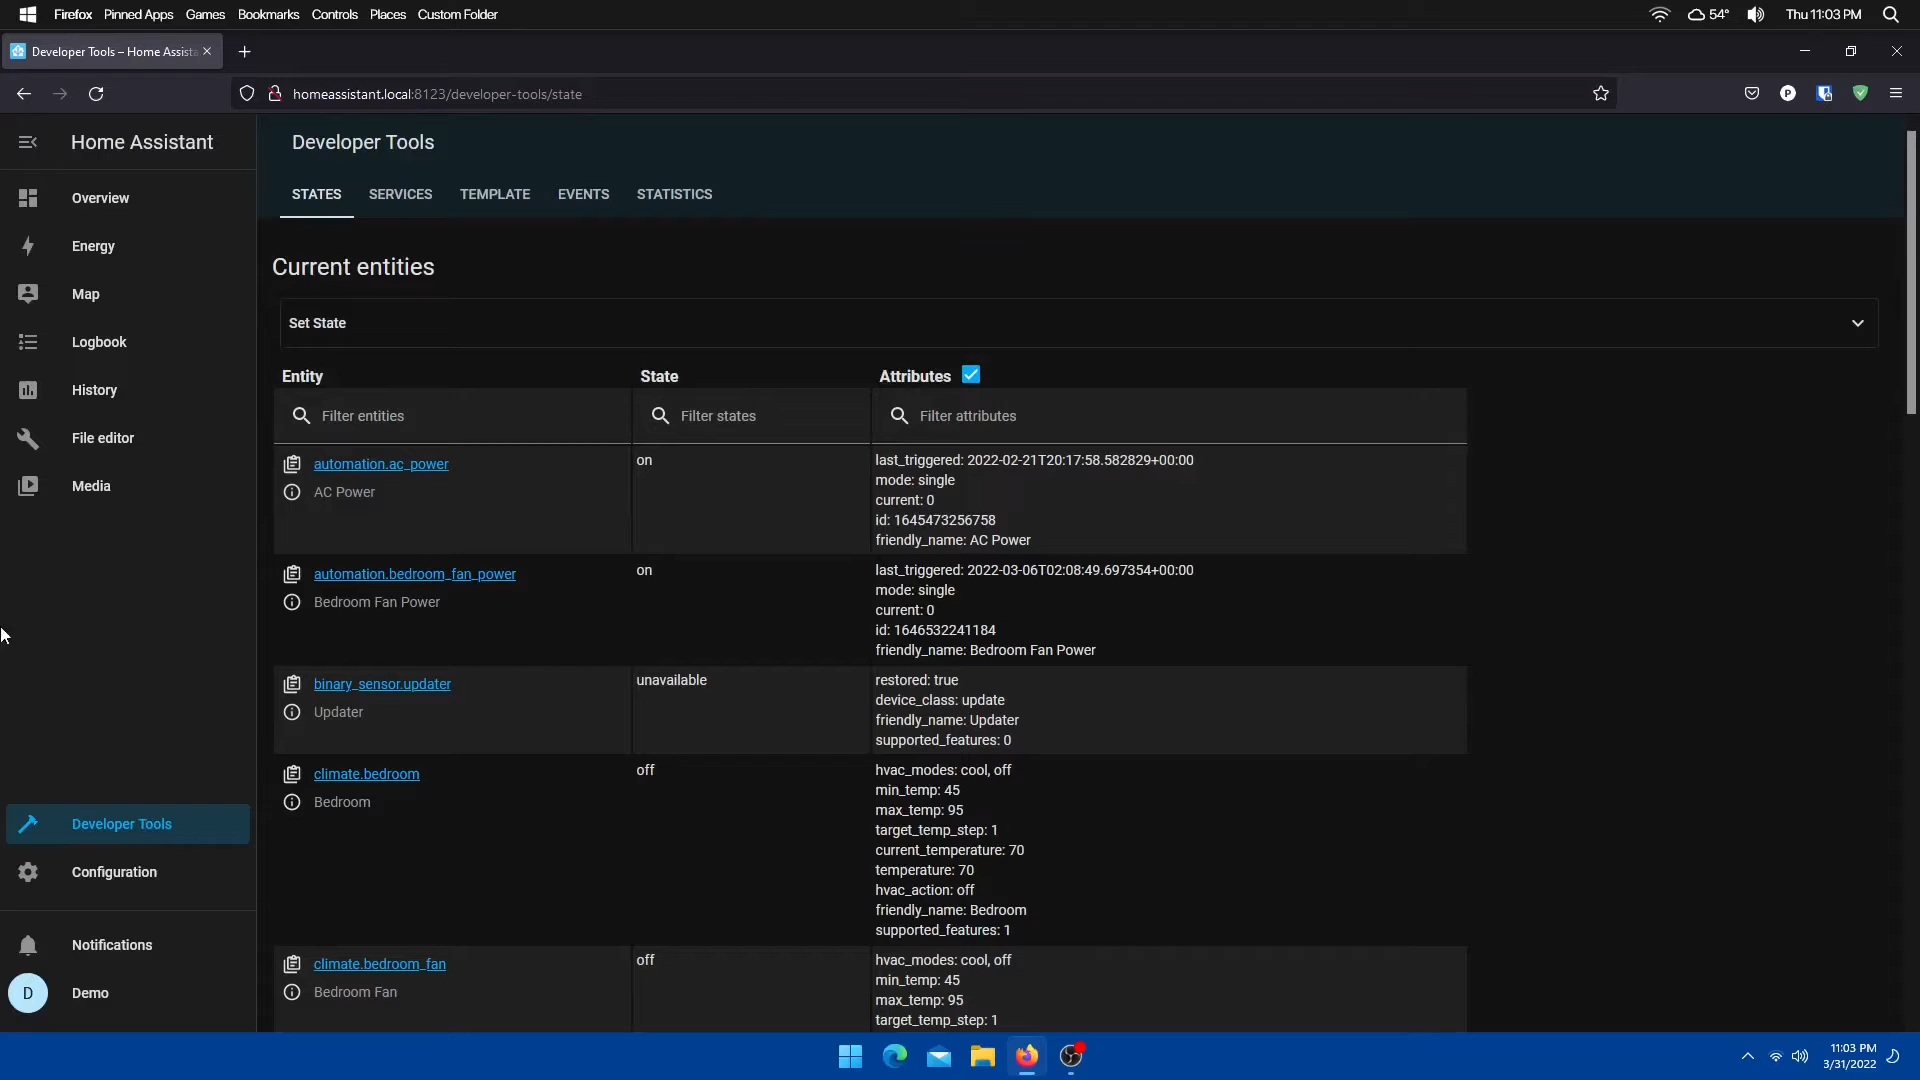 Firefox Pinned Apps Games Bookmarks Controls Places Custom Folder
54° Thu 11:03 PM
Developer Tools – Home Assista
homeassistant.local:8123/developer-tools/state
P
Home Assistant
Overview
Energy
Map
Logbook
History
File editor
Media
Developer Tools
Configuration
Notifications
D Demo
Developer Tools
STATES SERVICES TEMPLATE EVENTS STATISTICS
Current entities
Set State
Entity State Attributes
Filter entities Filter states Filter attributes
automation.ac_power
AC Power
on
last_triggered: 2022-02-21T20:17:58.582829+00:00
mode: single
current: 0
id: 1645473256758
friendly_name: AC Power
automation.bedroom_fan_power
Bedroom Fan Power
on
last_triggered: 2022-03-06T02:08:49.697354+00:00
mode: single
current: 0
id: 1646532241184
friendly_name: Bedroom Fan Power
binary_sensor.updater
Updater
unavailable
restored: true
device_class: update
friendly_name: Updater
supported_features: 0
climate.bedroom
Bedroom
off
hvac_modes: cool, off
min_temp: 45
max_temp: 95
target_temp_step: 1
current_temperature: 70
temperature: 70
hvac_action: off
friendly_name: Bedroom
supported_features: 1
climate.bedroom_fan
Bedroom Fan
off
hvac_modes: cool, off
min_temp: 45
max_temp: 95
target_temp_step: 1
11:03 PM
3/31/2022